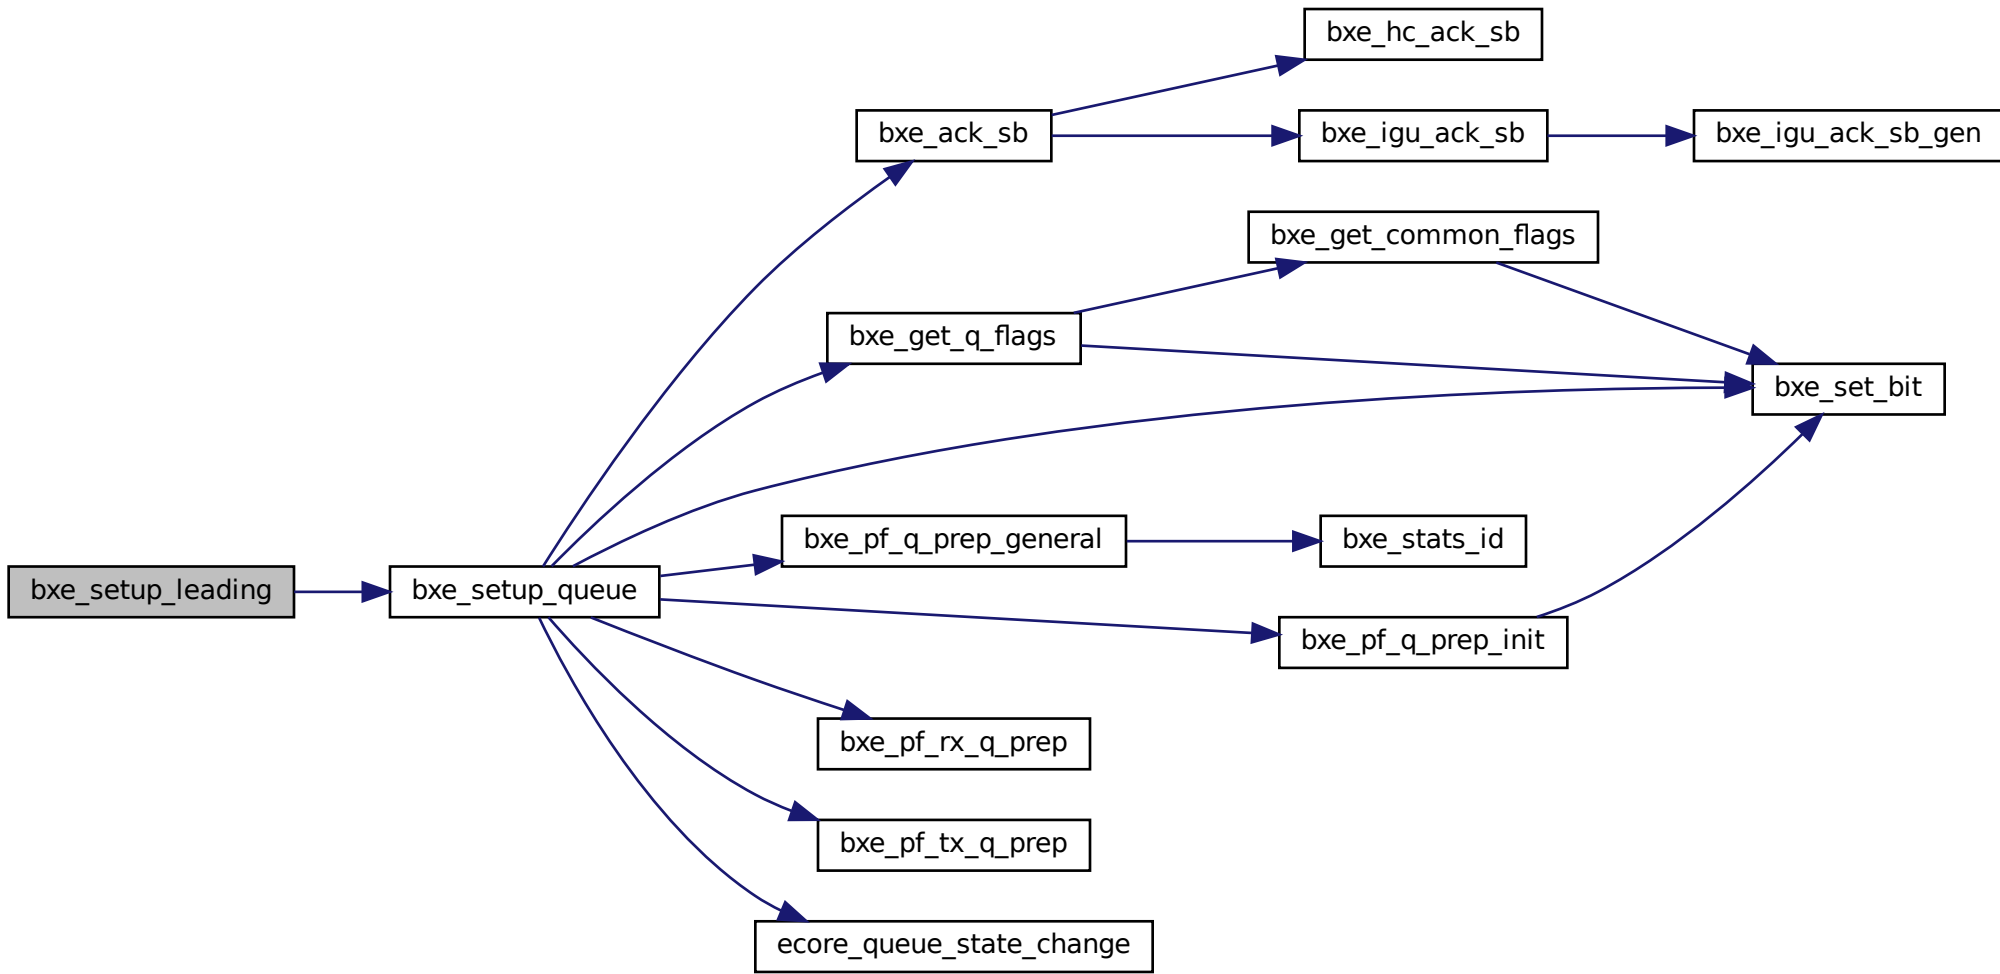 bxe_hc_ack_sb
bxe_ack_sb
bxe_igu_ack_sb
bxe_igu_ack_sb_gen
bxe_get_common_flags
bxe_get_q_flags
bxe_set_bit
bxe_pf_q_prep_general
bxe_stats_id
bxe_setup_leading
bxe_setup_queue
bxe_pf_q_prep_init
bxe_pf_rx_q_prep
bxe_pf_tx_q_prep
ecore_queue_state_change